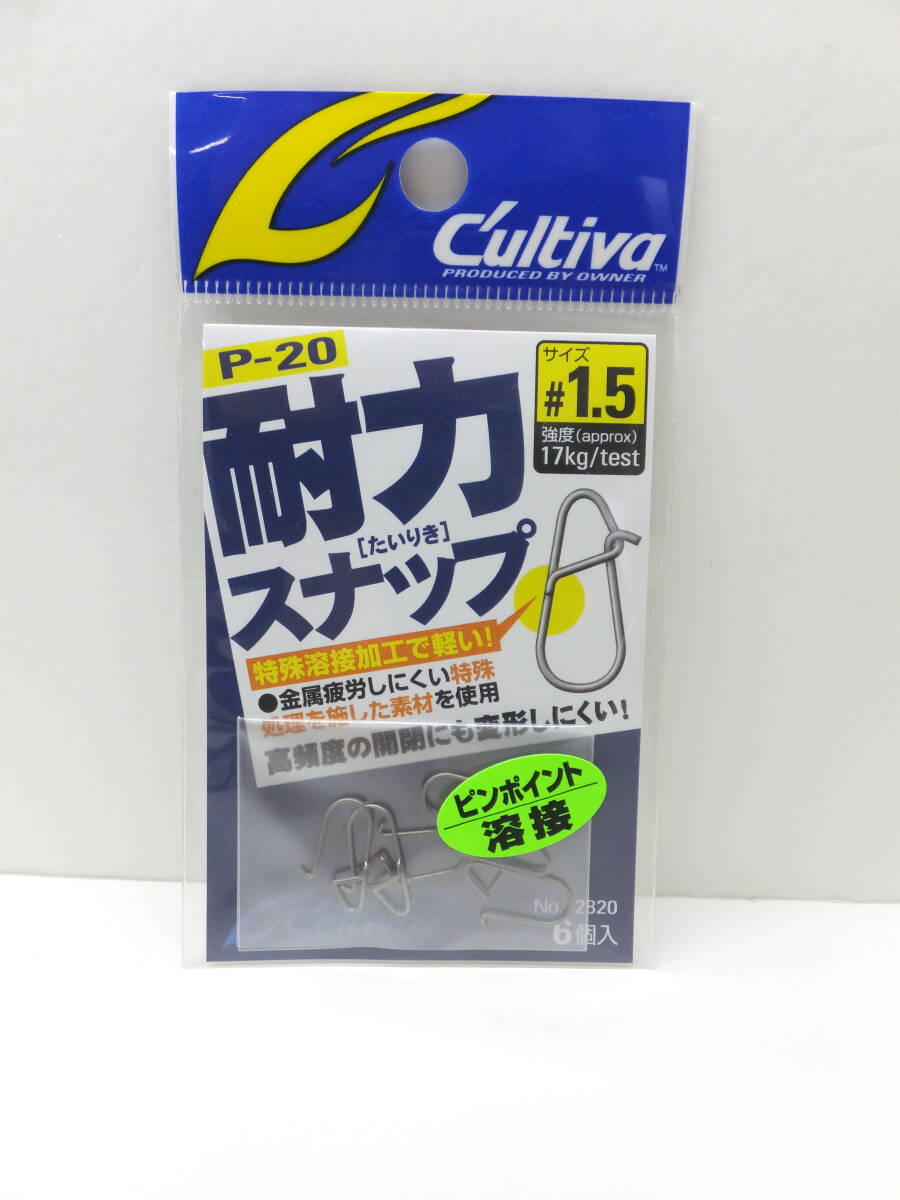 C'ultiva™
PRODUCED BY OWNER
P-20
サイズ
#1.5
強度(approx)
17kg/test
耐力
[たいりき]
スナップ
特殊溶接加工で軽い!
●金属疲労しにくい特殊
処理を施した素材を使用
高頻度の開閉にも変形しにくい!
ピンポイント
溶接
No.12820
6個入